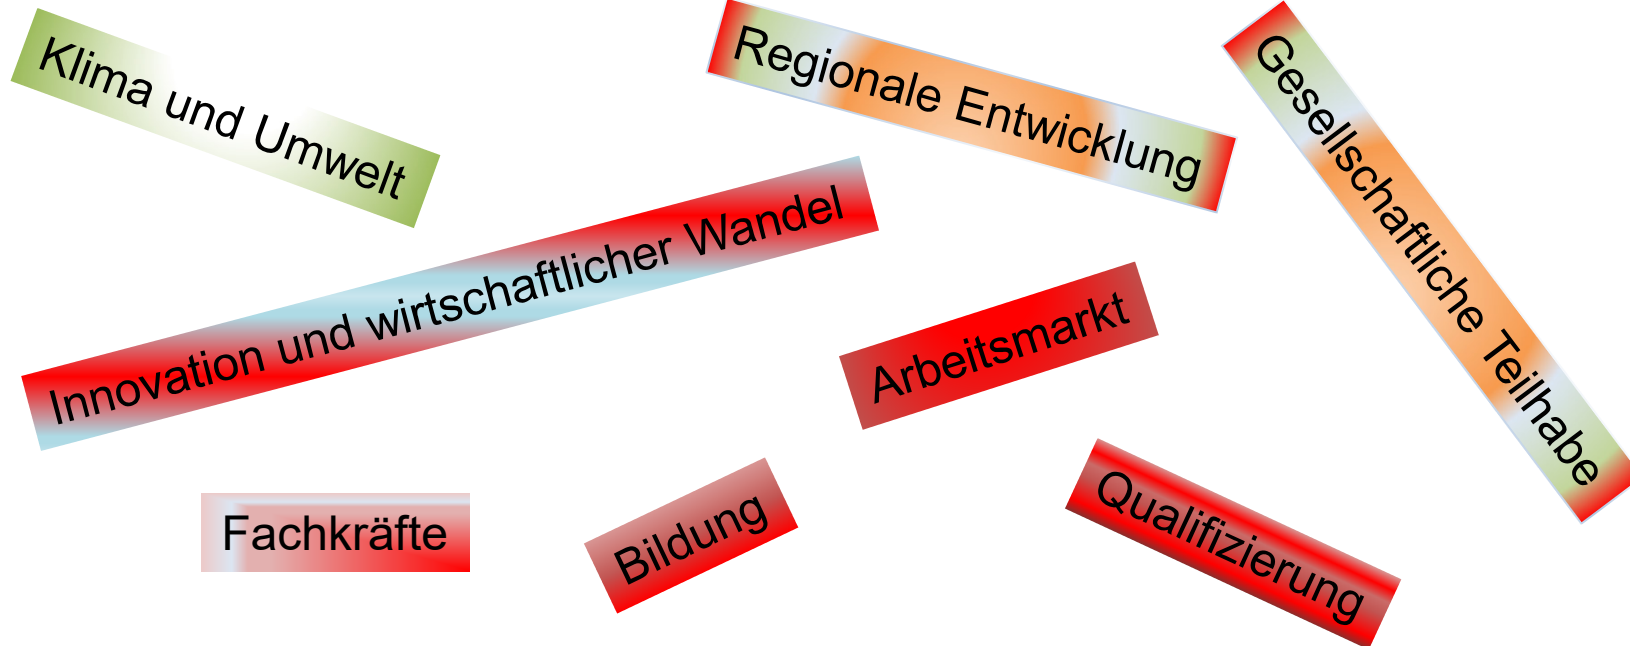 Klima und Umwelt
Regionale Entwicklung
Gesellschaftliche Teilhabe
Innovation und wirtschaftlicher Wandel
Arbeitsmarkt
Fachkräfte
Bildung
Qualifizierung